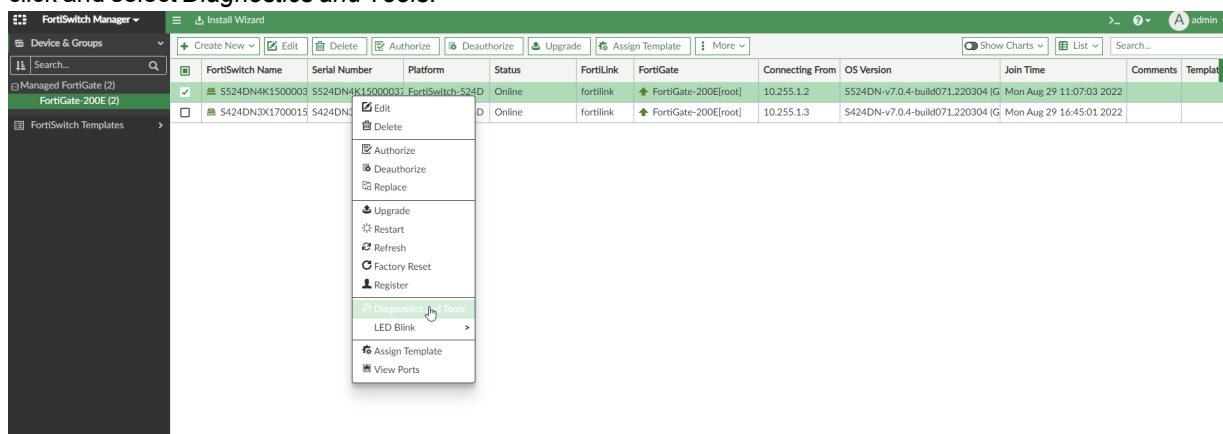 click and select Diagnostics and Tools.
FortiSwitch Manager Install Wizard >_ ? A admin
Device & Groups + Create New Edit Delete Authorize Deauthorize Upgrade Assign Template More Show Charts List Search...
Search... FortiSwitch Name Serial Number Platform Status FortiLink FortiGate Connecting From OS Version Join Time Comments Templat
Managed FortiGate (2)
FortiGate-200E (2) S524DN4K1500003 S524DN4K15000037 FortiSwitch-524D Online fortilink FortiGate-200E[root] 10.255.1.2 S524DN-v7.0.4-build071,220304 (G Mon Aug 29 11:07:03 2022
S424DN3X1700015 S424DN3 D Online fortilink FortiGate-200E[root] 10.255.1.3 S424DN-v7.0.4-build071,220304 (G Mon Aug 29 16:45:01 2022
FortiSwitch Templates >
Edit
Delete
Authorize
Deauthorize
Replace
Upgrade
Restart
Refresh
Factory Reset
Register
Diagnostics and Tools
LED Blink >
Assign Template
View Ports